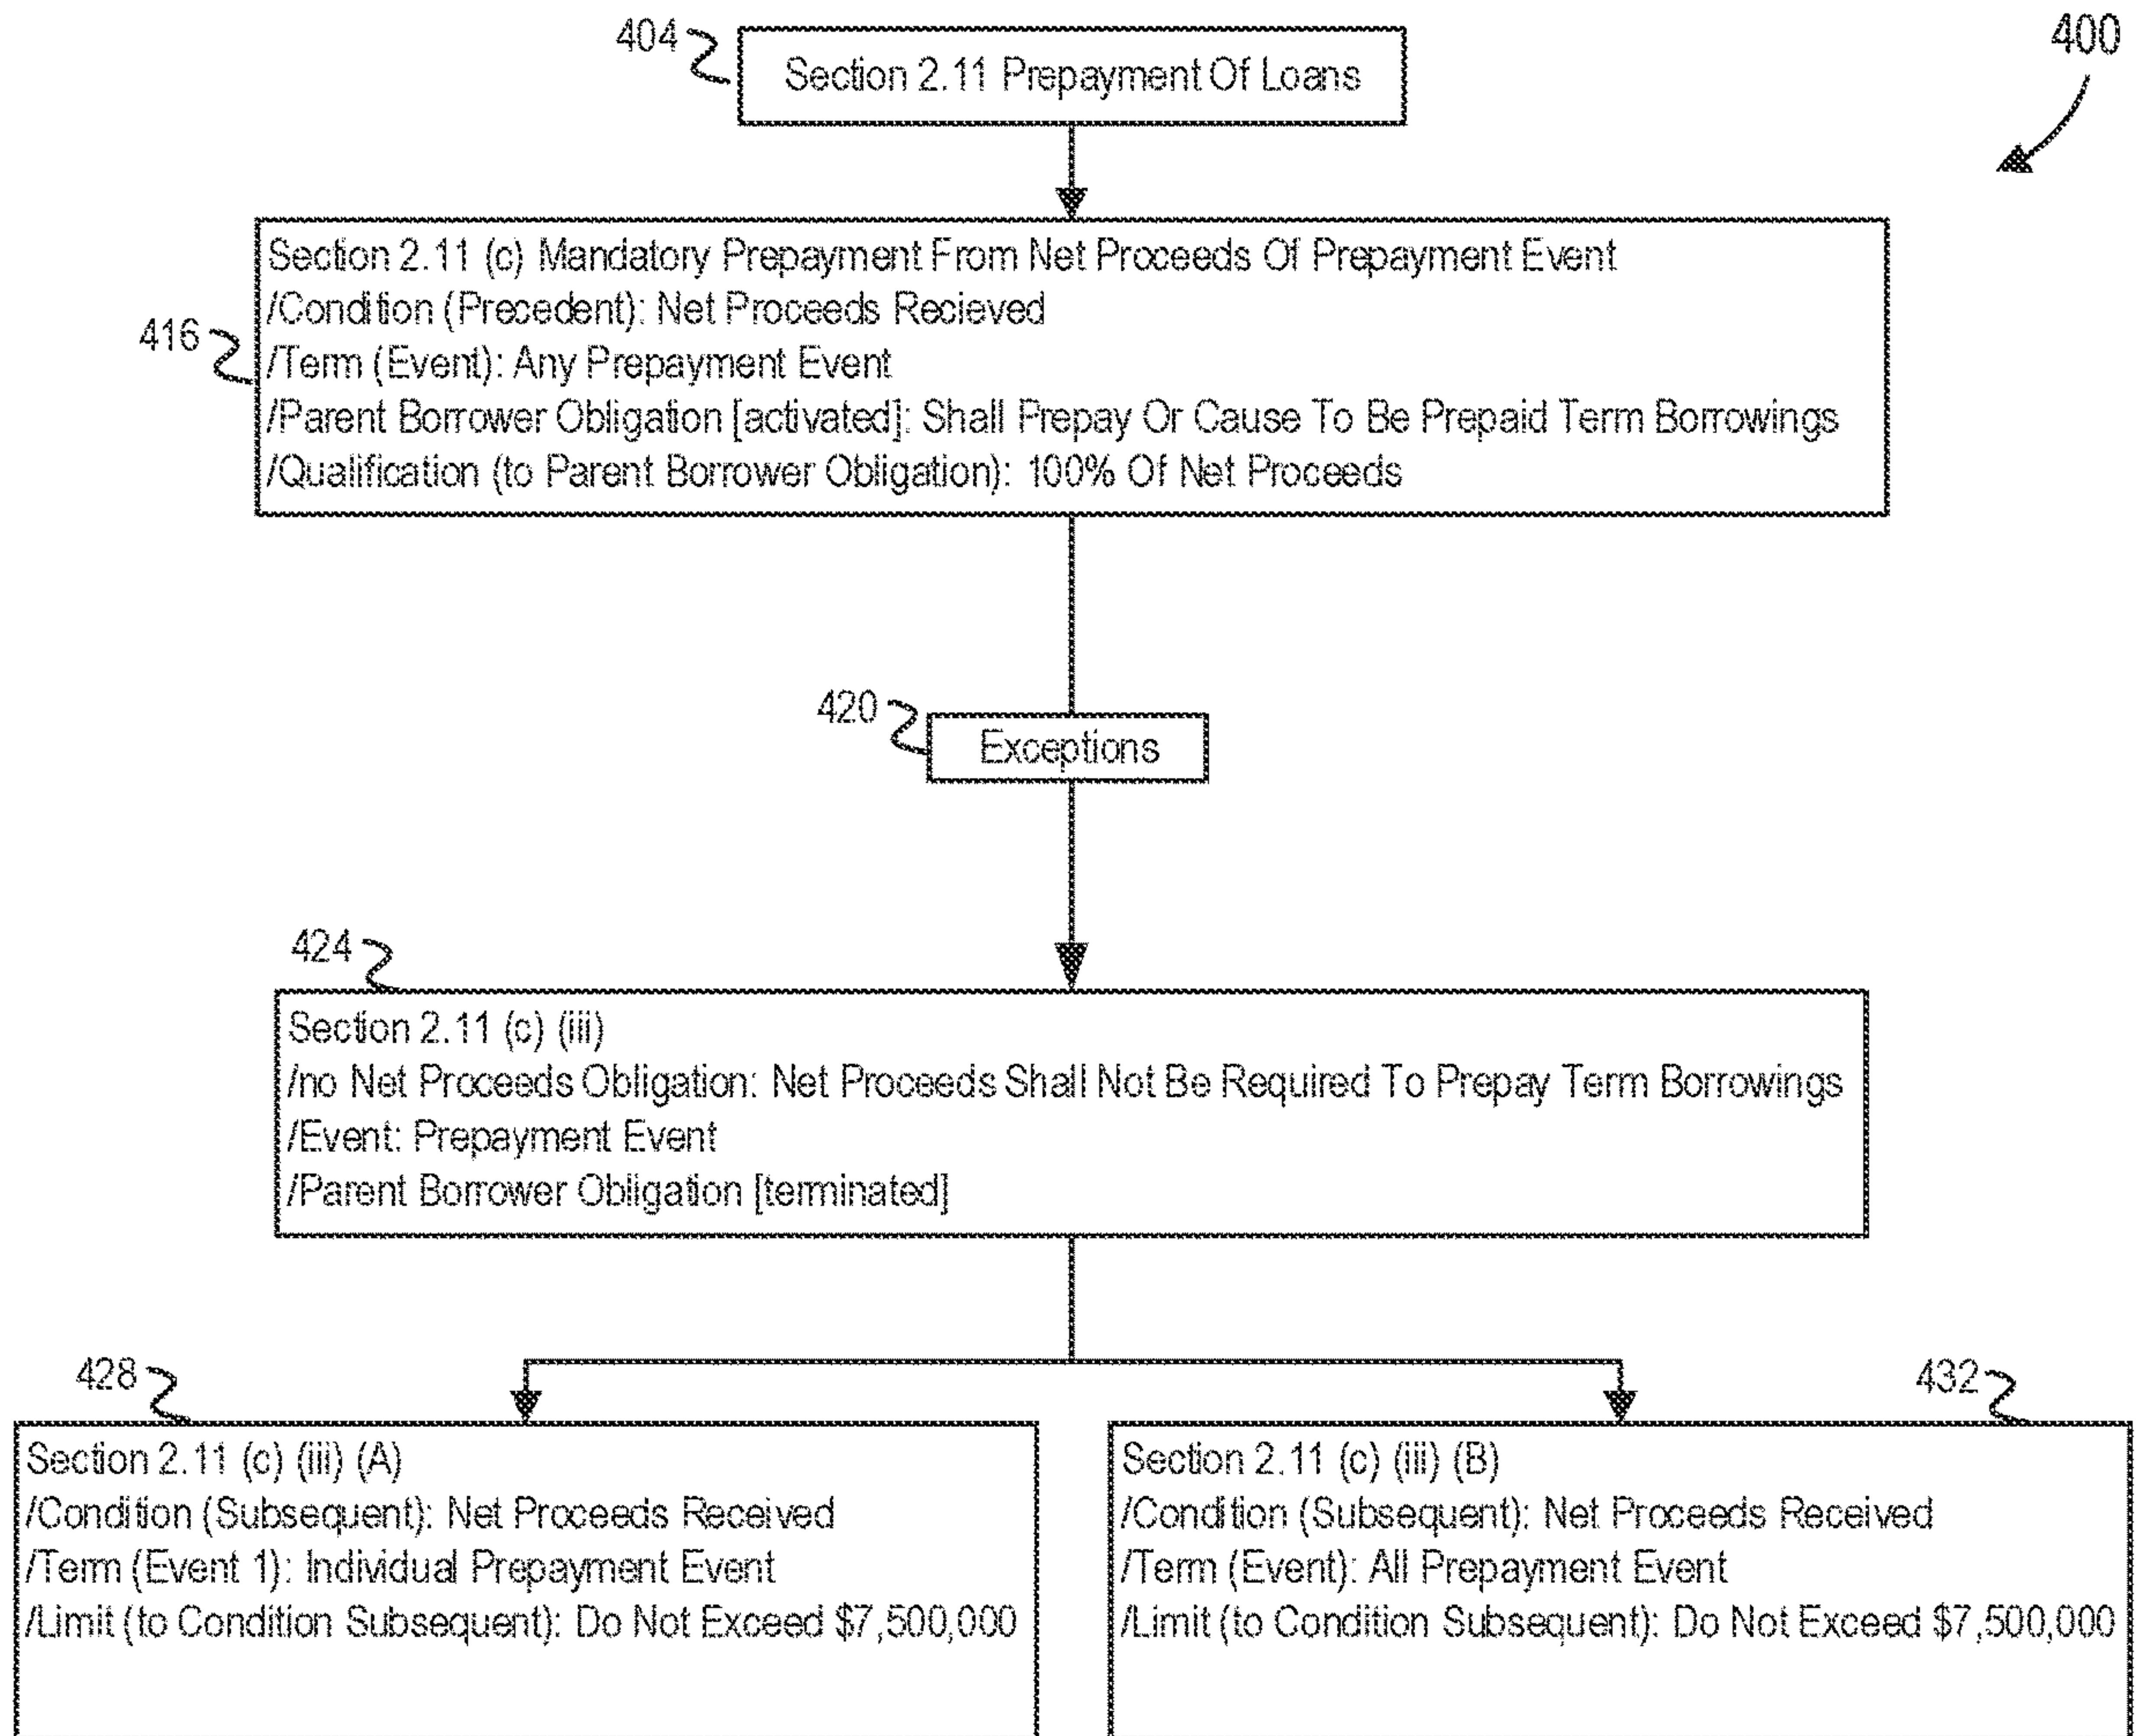 404
Section 2.11 Prepayment Of Loans
400
416
Section 2.11 (c) Mandatory Prepayment From Net Proceeds Of Prepayment Event
/Condition (Precedent): Net Proceeds Recieved
/Term (Event): Any Prepayment Event
/Parent Borrower Obligation [activated]: Shall Prepay Or Cause To Be Prepaid Term Borrowings
/Qualification (to Parent Borrower Obligation): 100% Of Net Proceeds
420
Exceptions
424
Section 2.11 (c) (iii)
/no Net Proceeds Obligation: Net Proceeds Shall Not Be Required To Prepay Term Borrowings
/Event: Prepayment Event
/Parent Borrower Obligation [terminated]
428
Section 2.11 (c) (iii) (A)
/Condition (Subsequent): Net Proceeds Received
/Term (Event 1): Individual Prepayment Event
/Limit (to Condition Subsequent): Do Not Exceed $7,500,000
432
Section 2.11 (c) (iii) (B)
/Condition (Subsequent): Net Proceeds Received
/Term (Event): All Prepayment Event
/Limit (to Condition Subsequent): Do Not Exceed $7,500,000